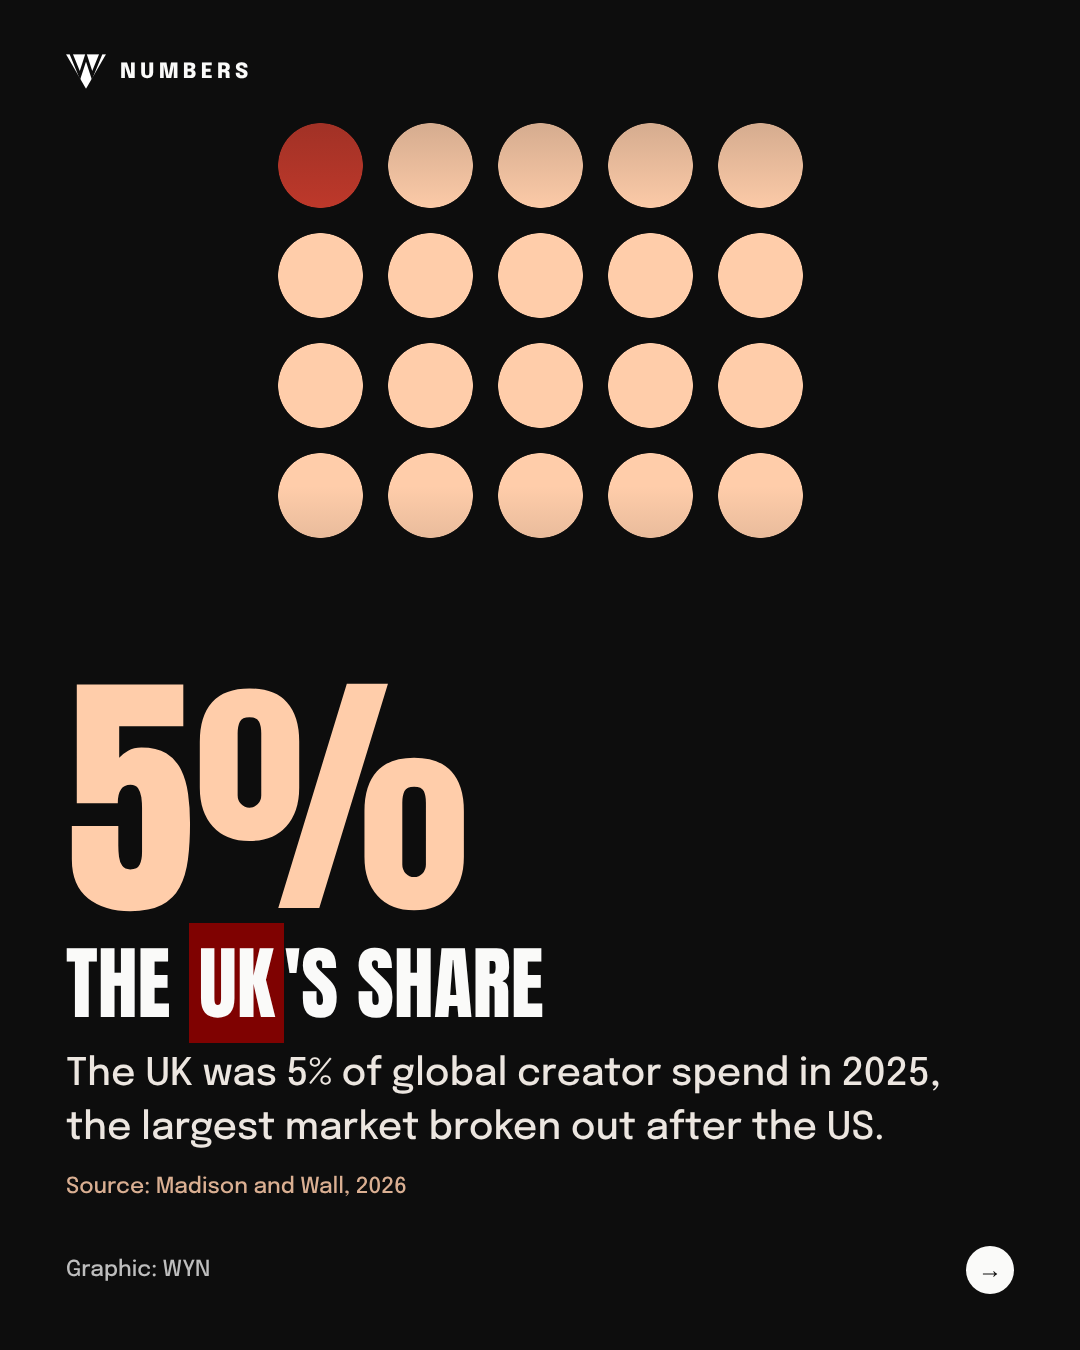 NUMBERS
5%
THE UK'S SHARE
The UK was 5% of global creator spend in 2025,
the largest market broken out after the US.
Source: Madison and Wall, 2026
Graphic: WYN
→